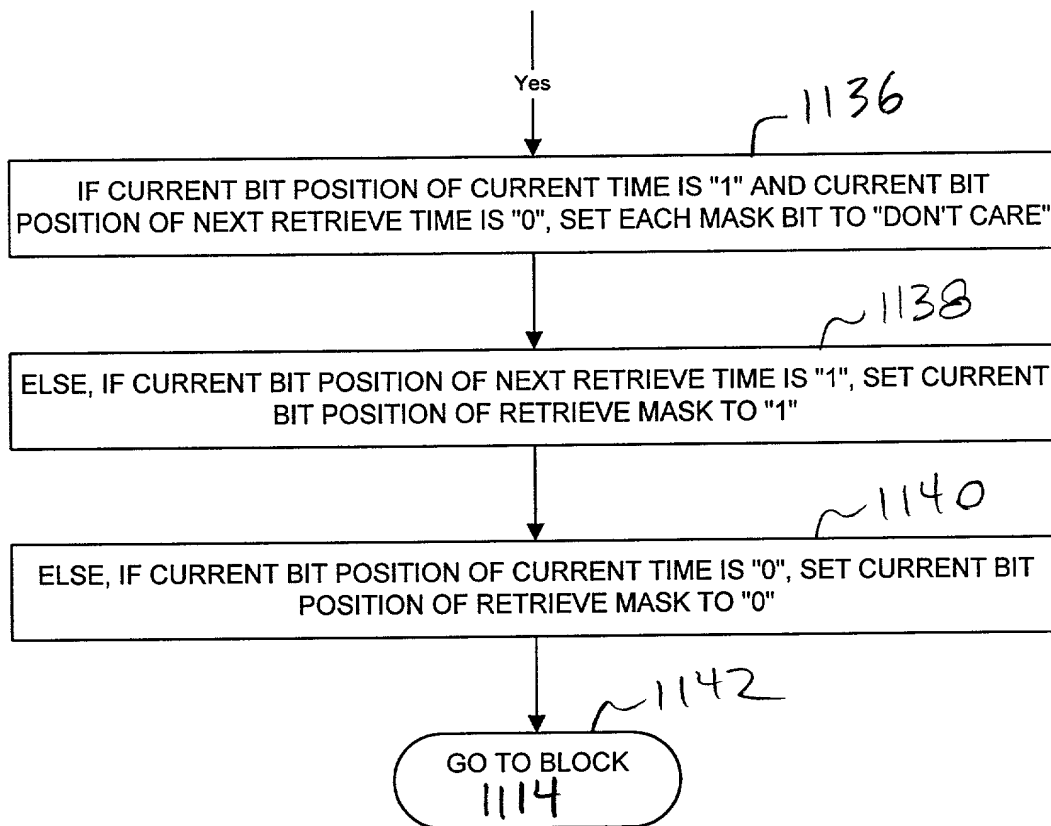 Yes
1136
IF CURRENT BIT POSITION OF CURRENT TIME IS "1" AND CURRENT BIT
POSITION OF NEXT RETRIEVE TIME IS "0", SET EACH MASK BIT TO "DON'T CARE"
1138
ELSE, IF CURRENT BIT POSITION OF NEXT RETRIEVE TIME IS "1", SET CURRENT
BIT POSITION OF RETRIEVE MASK TO "1"
1140
ELSE, IF CURRENT BIT POSITION OF CURRENT TIME IS "0", SET CURRENT BIT
POSITION OF RETRIEVE MASK TO "0"
1142
GO TO BLOCK
1114